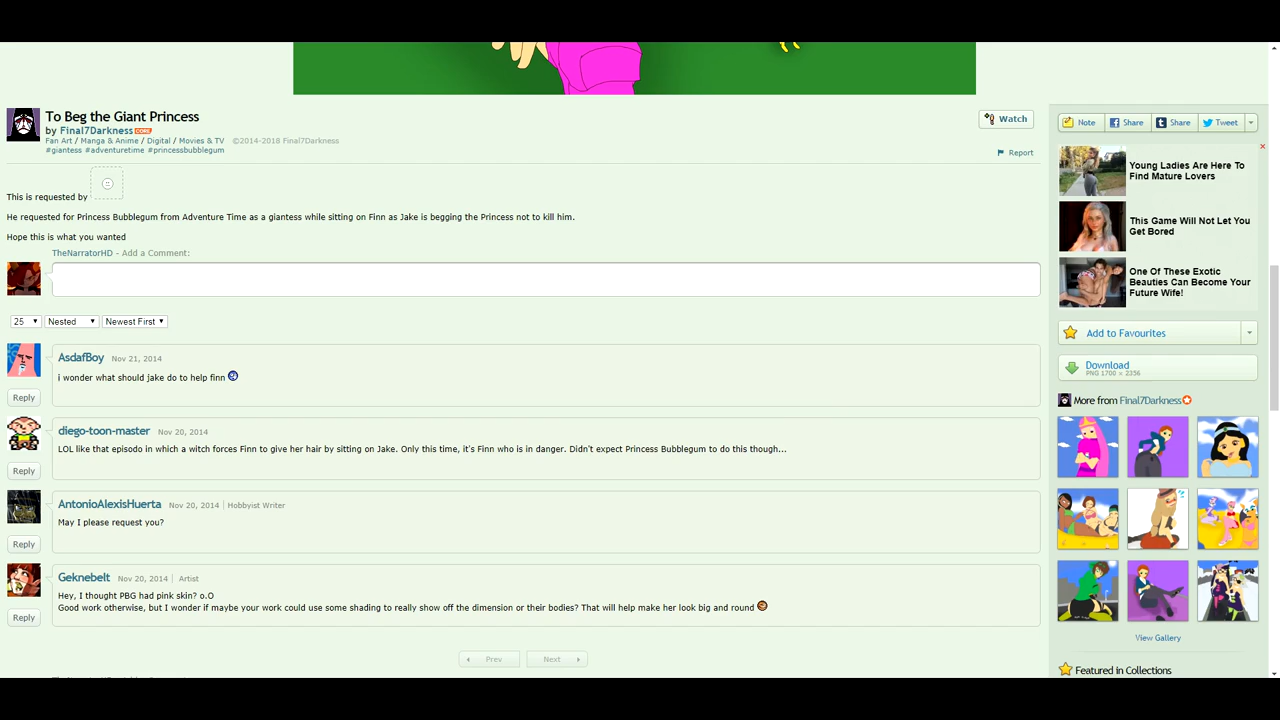 To Beg the Giant Princess
by Final7Darkness CORE
Fan Art / Manga & Anime / Digital / Movies & TV ©2014-2018 Final7Darkness
#giantess #adventuretime #princessbubblegum
Watch
Report
This is requested by
He requested for Princess Bubblegum from Adventure Time as a giantess while sitting on Finn as Jake is begging the Princess not to kill him.
Hope this is what you wanted
TheNarratorHD - Add a Comment:
25 Nested Newest First
AsdafBoy Nov 21, 2014
i wonder what should jake do to help finn
Reply
diego-toon-master Nov 20, 2014
LOL like that episodo in which a witch forces Finn to give her hair by sitting on Jake. Only this time, it's Finn who is in danger. Didn't expect Princess Bubblegum to do this though...
Reply
AntonioAlexisHuerta Nov 20, 2014 Hobbyist Writer
May I please request you?
Reply
Geknebelt Nov 20, 2014 Artist
Hey, I thought PBG had pink skin? o.O
Good work otherwise, but I wonder if maybe your work could use some shading to really show off the dimension or their bodies? That will help make her look big and round
Reply
Prev Next
Note Share Share Tweet
Young Ladies Are Here To
Find Mature Lovers
This Game Will Not Let You
Get Bored
One Of These Exotic
Beauties Can Become Your
Future Wife!
Add to Favourites
Download
PNG 1700 × 2356
More from Final7Darkness
View Gallery
Featured in Collections